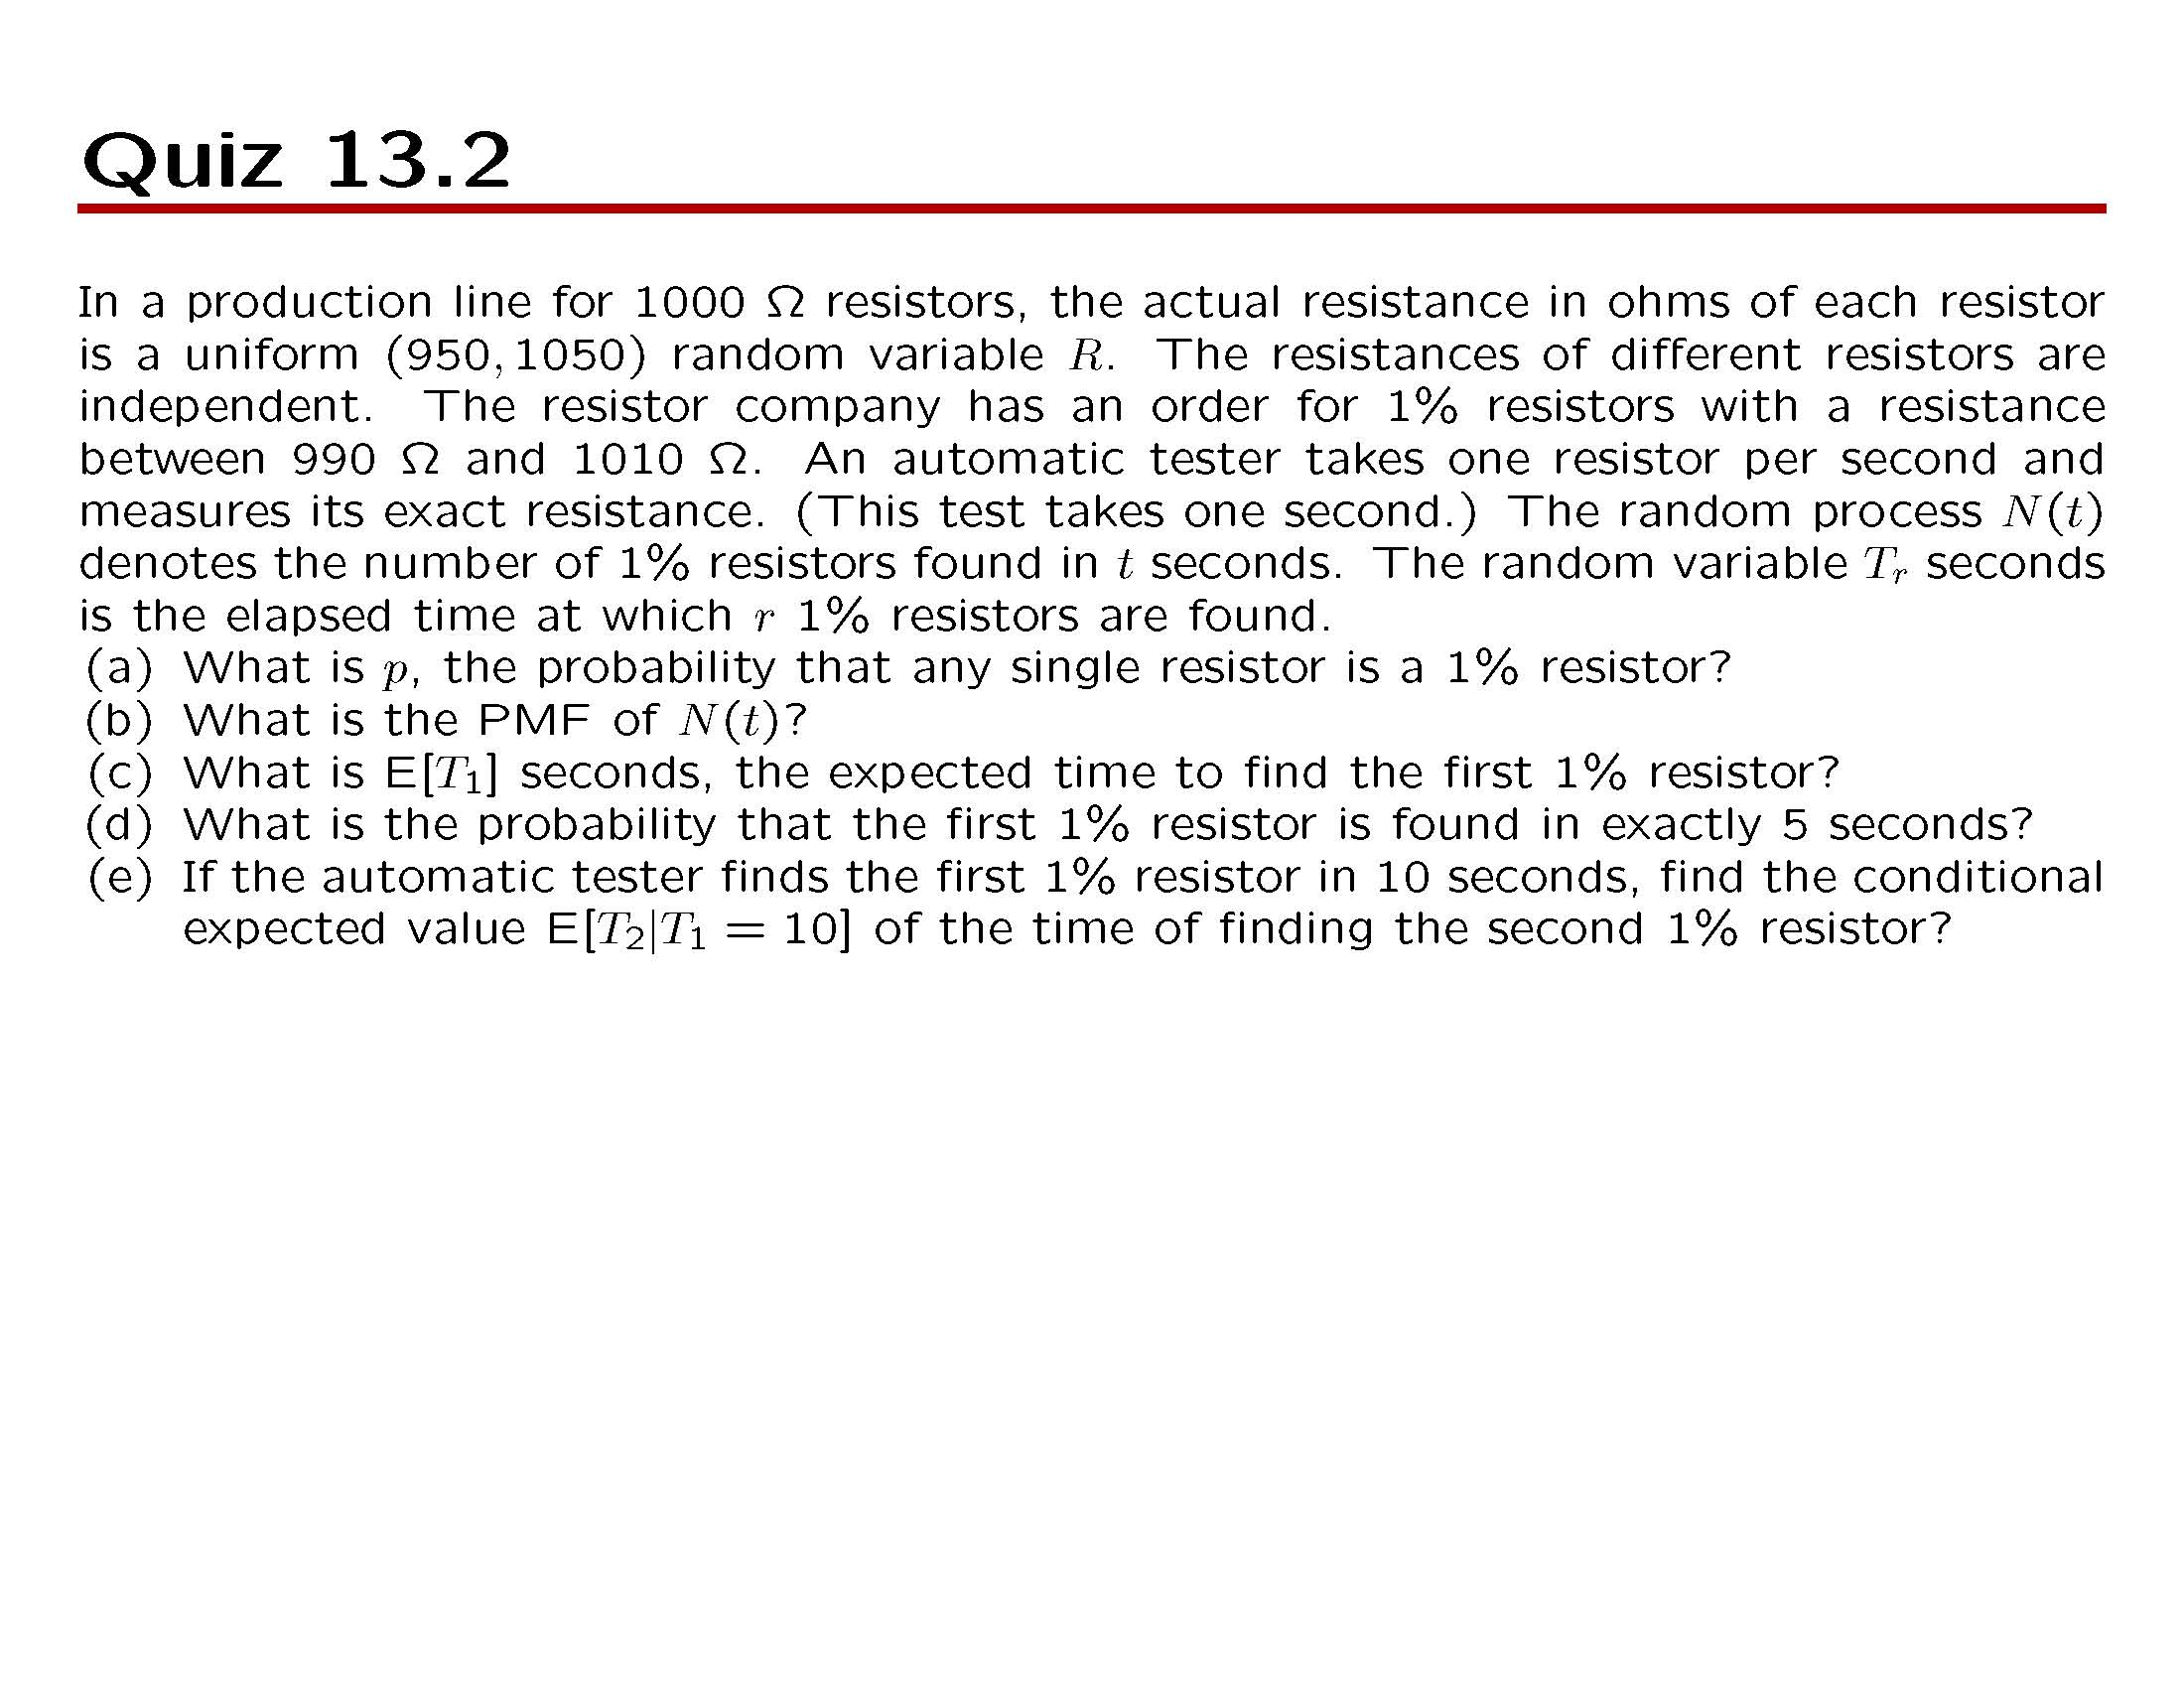 Quiz 13.2
In a production line for 1000 Ω resistors, the actual resistance in ohms of each resistor
is a uniform (950, 1050) random variable R. The resistances of different resistors are
independent. The resistor company has an order for 1% resistors with a resistance
between 990 Ω and 1010 Ω. An automatic tester takes one resistor per second and
measures its exact resistance. (This test takes one second.) The random process N(t)
denotes the number of 1% resistors found in t seconds. The random variable Tᵣ seconds
is the elapsed time at which r 1% resistors are found.
(a) What is p, the probability that any single resistor is a 1% resistor?
(b) What is the PMF of N(t)?
(c) What is E[T₁] seconds, the expected time to find the first 1% resistor?
(d) What is the probability that the first 1% resistor is found in exactly 5 seconds?
(e) If the automatic tester finds the first 1% resistor in 10 seconds, find the conditional
expected value E[T₂|T₁ = 10] of the time of finding the second 1% resistor?